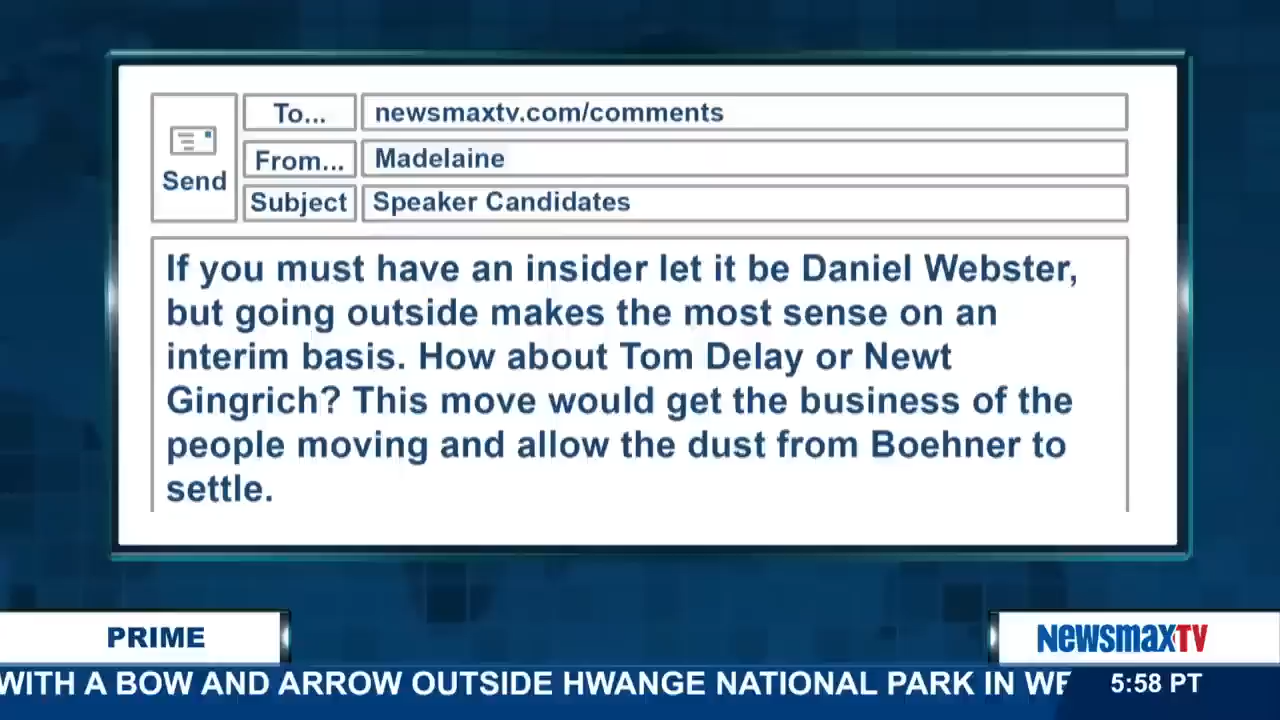 To...
newsmaxtv.com/comments
From...
Madelaine
Send
Subject
Speaker Candidates
If you must have an insider let it be Daniel Webster,
but going outside makes the most sense on an
interim basis. How about Tom Delay or Newt
Gingrich? This move would get the business of the
people moving and allow the dust from Boehner to
settle.
PRIME
NEWSMAXTV
WITH A BOW AND ARROW OUTSIDE HWANGE NATIONAL PARK IN
5:58 PT